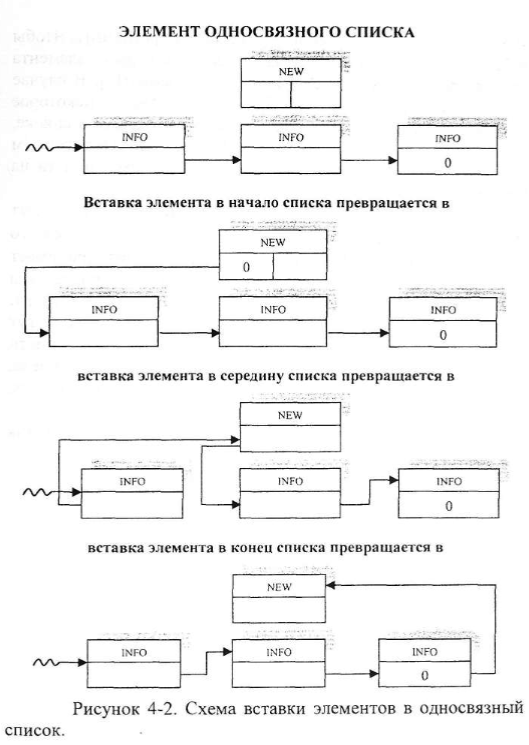 ЭЛЕМЕНТ ОДНОСВЯЗНОГО СПИСКА
NEW
INFO
INFO
INFO
0
Вставка элемента в начало списка превращается в
NEW
0
INFO
INFO
INFO
0
вставка элемента в середину списка превращается в
NEW
INFO
INFO
INFO
0
вставка элемента в конец списка превращается в
NEW
INFO
INFO
INFO
0
Рисунок 4-2. Схема вставки элементов в односвязный
список.